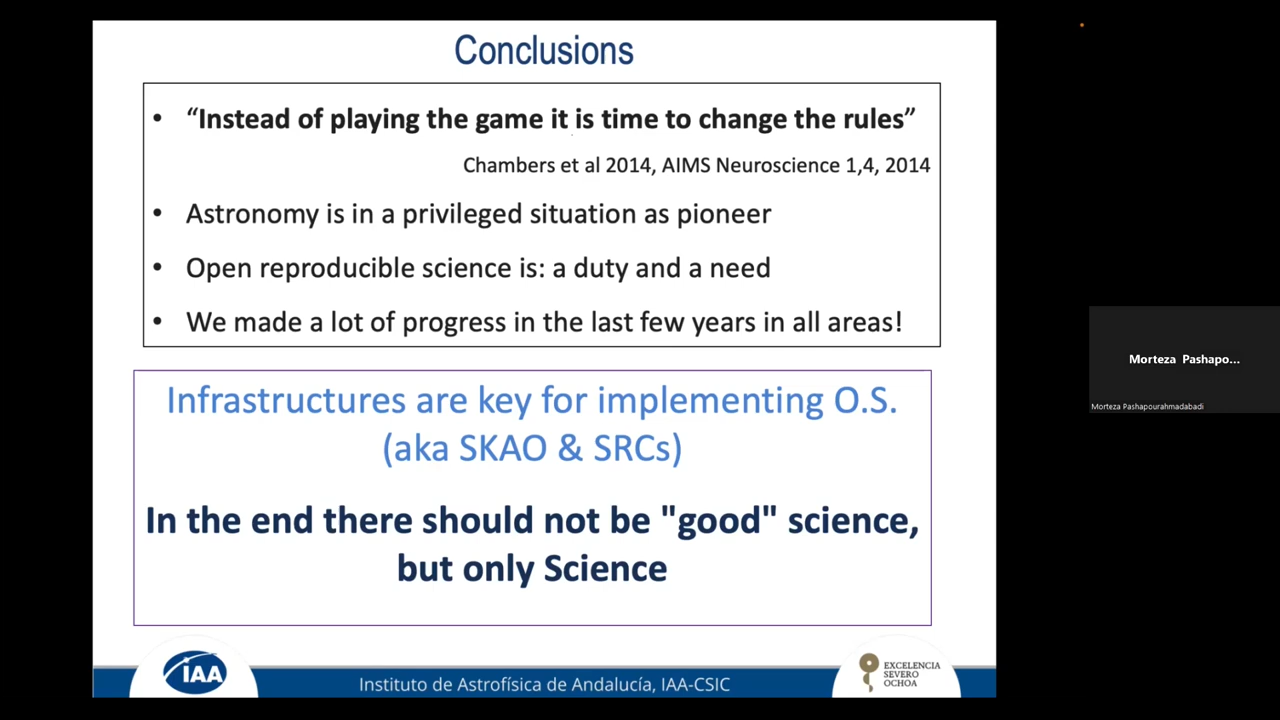 Conclusions
• “Instead of playing the game it is time to change the rules”
Chambers et al 2014, AIMS Neuroscience 1,4, 2014
• Astronomy is in a privileged situation as pioneer
• Open reproducible science is: a duty and a need
• We made a lot of progress in the last few years in all areas!
Infrastructures are key for implementing O.S.
(aka SKAO & SRCs)
In the end there should not be "good" science,
but only Science
IAA
Instituto de Astrofísica de Andalucía, IAA-CSIC
EXCELENCIA
SEVERO
OCHOA
Morteza Pashapo...
Morteza Pashapourahmadabadi